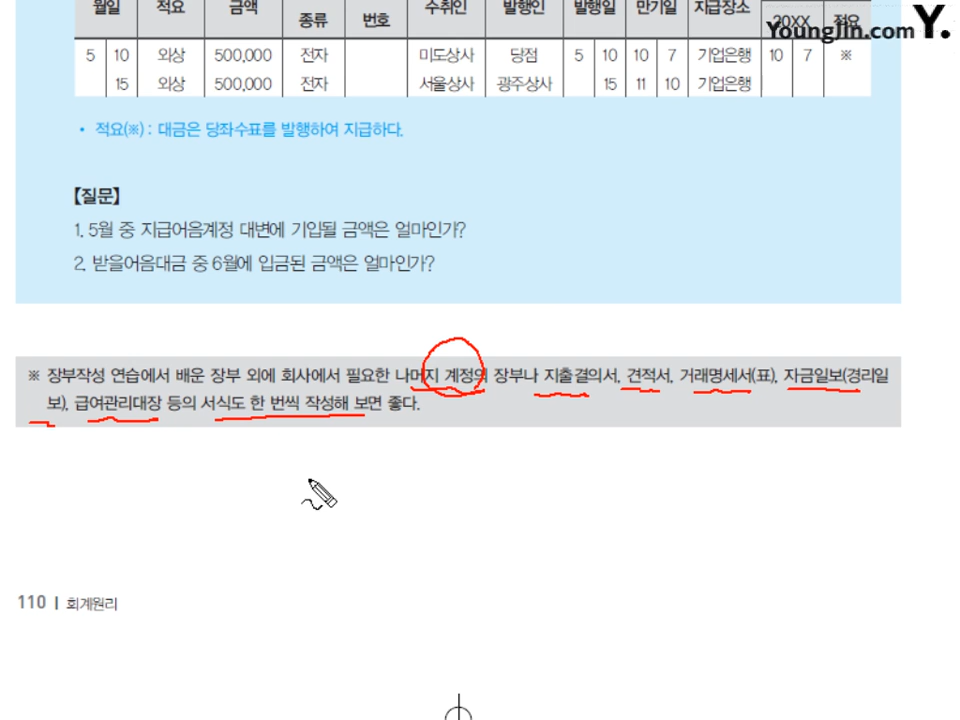 월일 적요 금액 종류 번호 수취인 발행인 발행일 만기일 지급장소 20XX 적요
YoungJin.com Y.
5 10 외상 500,000 전자 미도상사 당점 5 10 10 7 기업은행 10 7 ※
15 외상 500,000 전자 서울상사 광주상사 15 11 10 기업은행
• 적요(※) : 대금은 당좌수표를 발행하여 지급하다.
【질문】
1. 5월 중 지급어음계정 대변에 기입될 금액은 얼마인가?
2. 받을어음대금 중 6월에 입금된 금액은 얼마인가?
※ 장부작성 연습에서 배운 장부 외에 회사에서 필요한 나머지 계정의 장부나 지출결의서, 견적서, 거래명세서(표), 자금일보(경리일
보), 급여관리대장 등의 서식도 한 번씩 작성해 보면 좋다.
110 | 회계원리